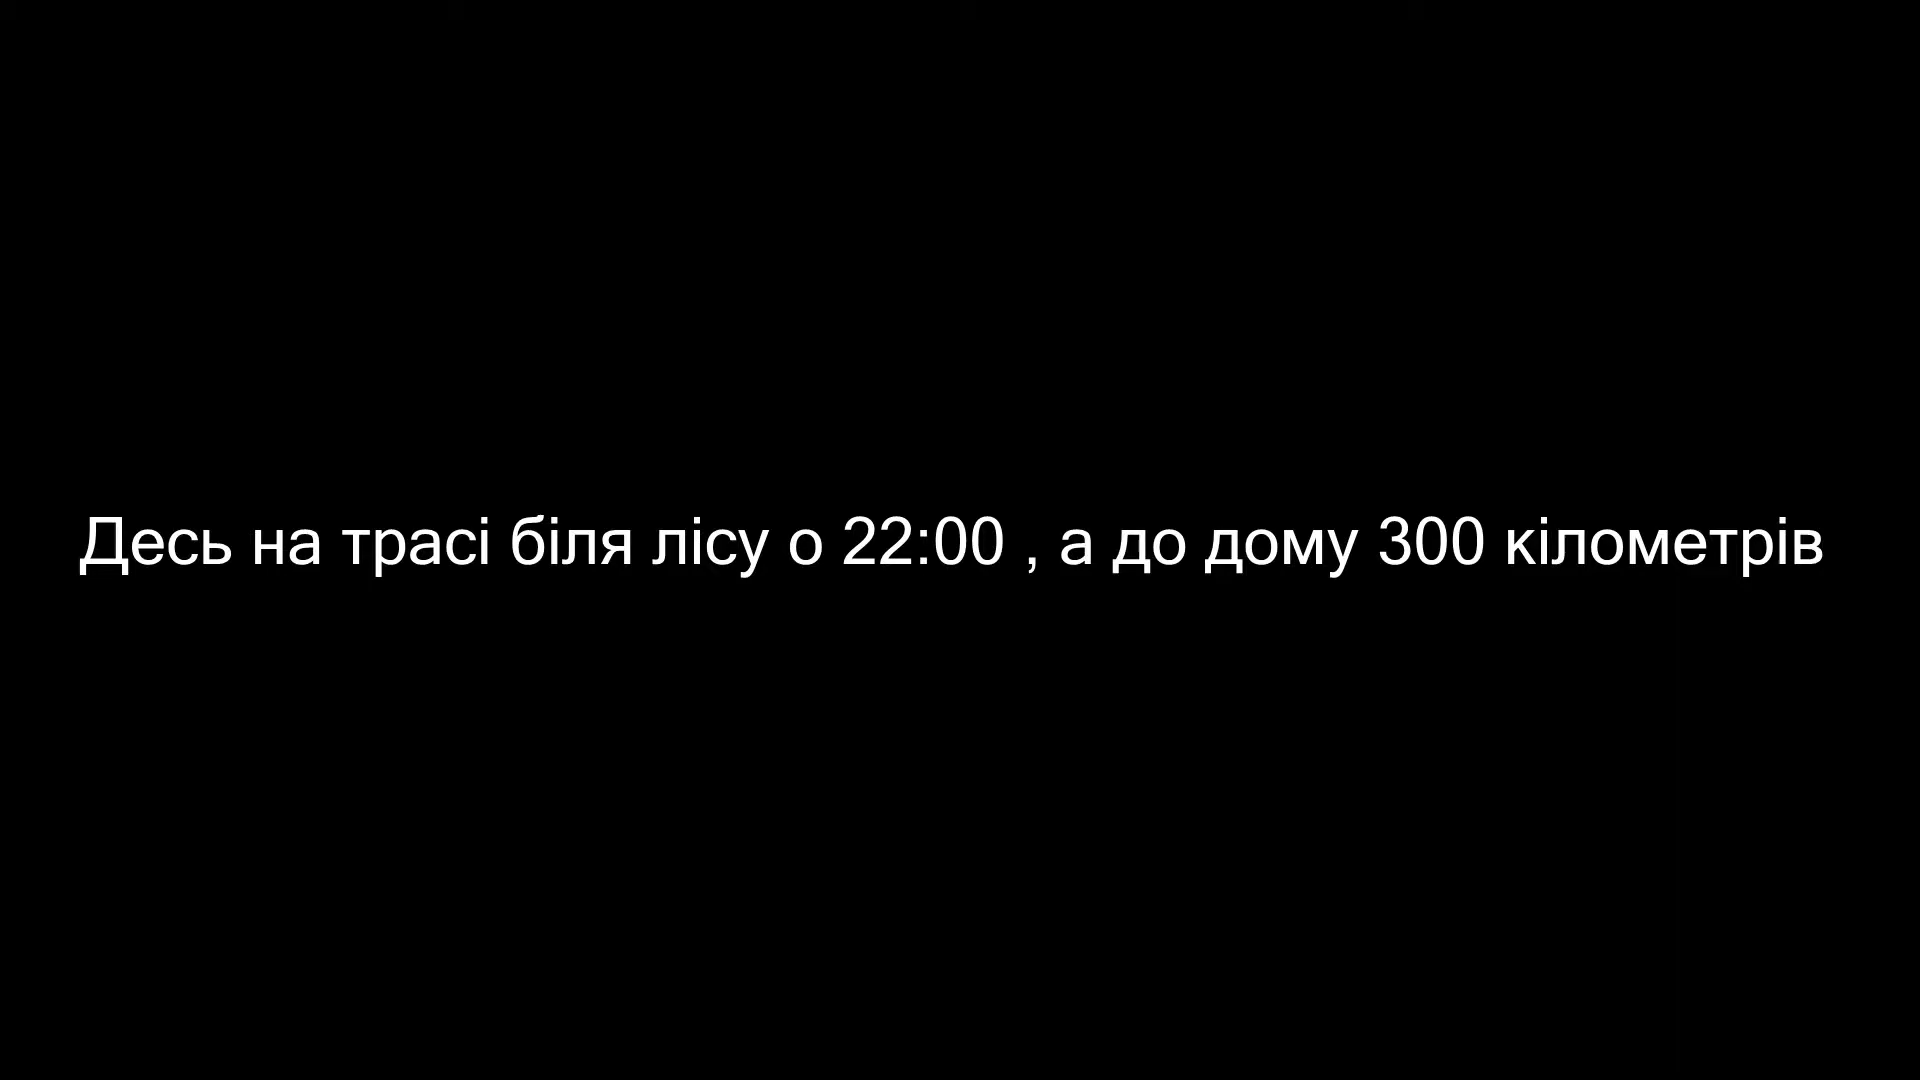 Десь на трасі біля лісу о 22:00 , а до дому 300 кілометрів